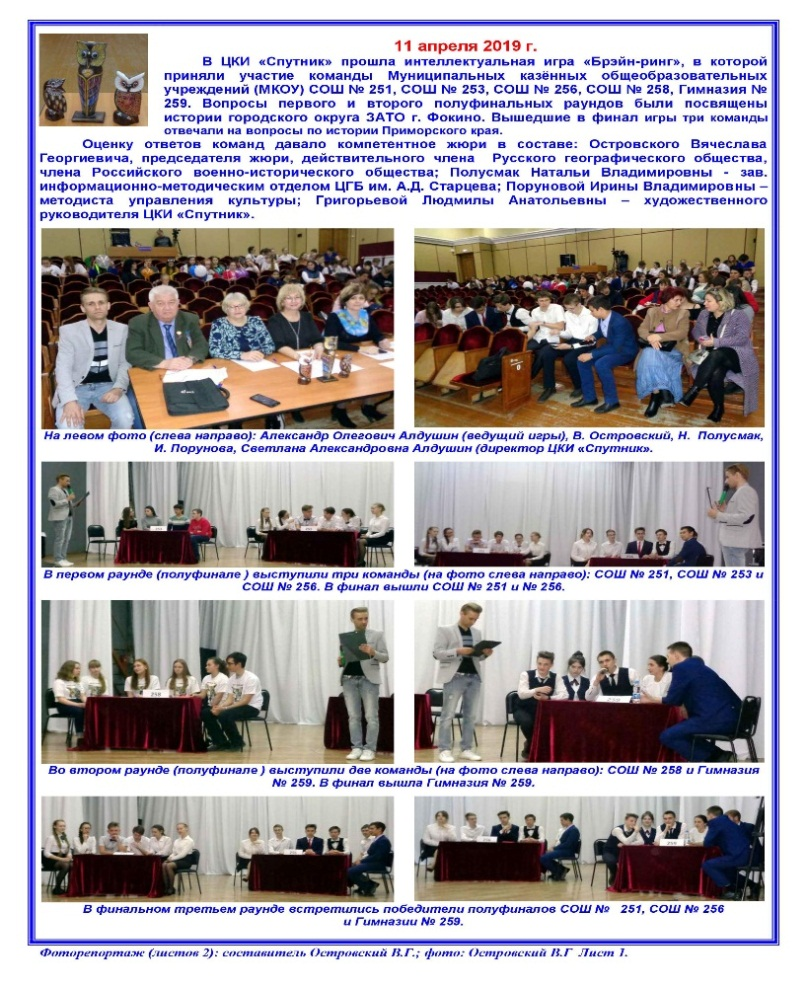 11 апреля 2019 г.
В ЦКИ «Спутник» прошла интеллектуальная игра «Брэйн-ринг», в которой
приняли участие команды Муниципальных казённых общеобразовательных
учреждений (МКОУ) СОШ № 251, СОШ № 253, СОШ № 256, СОШ № 258, Гимназия №
259. Вопросы первого и второго полуфинальных раундов были посвящены
истории городского округа ЗАТО г. Фокино. Вышедшие в финал игры три команды
отвечали на вопросы по истории Приморского края.
Оценку ответов команд давало компетентное жюри в составе: Островского Вячеслава
Георгиевича, председателя жюри, действительного члена Русского географического общества,
члена Российского военно-исторического общества; Полусмак Натальи Владимировны - зав.
информационно-методическим отделом ЦГБ им. А.Д. Старцева; Поруновой Ирины Владимировны –
методиста управления культуры; Григорьевой Людмилы Анатольевны – художественного
руководителя ЦКИ «Спутник».
На левом фото (слева направо): Александр Олегович Алдушин (ведущий игры), В. Островский, Н. Полусмак,
И. Порунова, Светлана Александровна Алдушин (директор ЦКИ «Спутник».
В первом раунде (полуфинале ) выступили три команды (на фото слева направо): СОШ № 251, СОШ № 253 и
СОШ № 256. В финал вышли СОШ № 251 и № 256.
258
259
Во втором раунде (полуфинале ) выступили две команды (на фото слева направо): СОШ № 258 и Гимназия
№ 259. В финал вышла Гимназия № 259.
259
В финальном третьем раунде встретились победители полуфиналов СОШ № 251, СОШ № 256
и Гимназии № 259.
Фоторепортаж (листов 2): составитель Островский В.Г.; фото: Островский В.Г Лист 1.